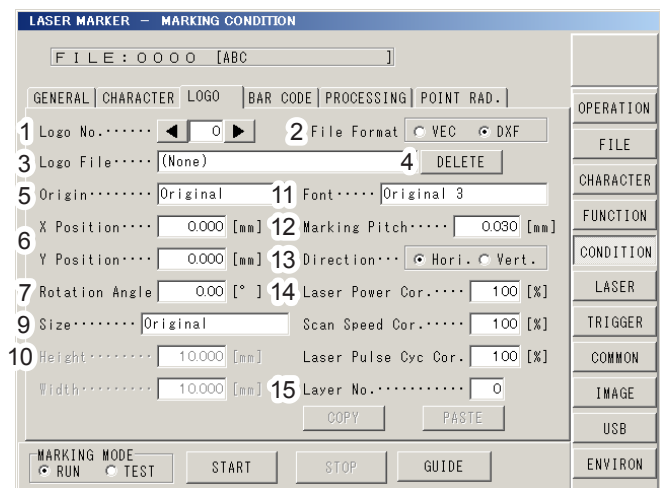 LASER MARKER － MARKING CONDITION
FILE:0000 [ABC ]
GENERAL CHARACTER LOGO BAR CODE PROCESSING POINT RAD.
1 Logo No.······ ◀ 0 ▶ 2 File Format VEC DXF
3 Logo File····· (None) 4 DELETE
5 Origin········ Original 11 Font····· Original 3
6 X Position···· 0.000 [mm] 12 Marking Pitch····· 0.030 [mm]
Y Position···· 0.000 [mm] 13 Direction··· Hori. Vert.
7 Rotation Angle 0.00 [° ] 14 Laser Power Cor.···· 100 [%]
9 Size········ Original Scan Speed Cor.····· 100 [%]
10 Height········ 10.000 [mm] Laser Pulse Cyc Cor. 100 [%]
Width········· 10.000 [mm] 15 Layer No.··········· 0
COPY PASTE
MARKING MODE
RUN TEST START STOP GUIDE
OPERATION
FILE
CHARACTER
FUNCTION
CONDITION
LASER
TRIGGER
COMMON
IMAGE
USB
ENVIRON